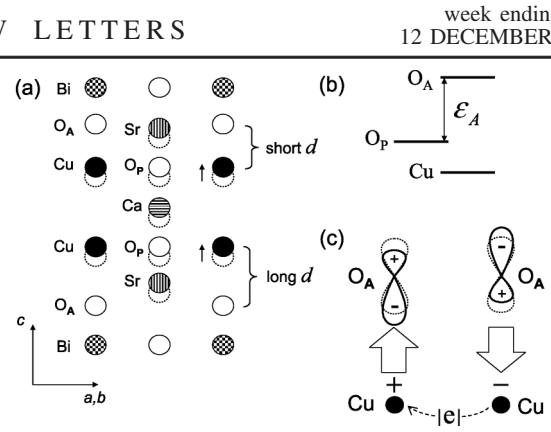 LETTERS
week endin
12 DECEMBER
(a)
Bi
O_A
Sr
short d
Cu
O_P
Ca
Cu
O_P
Sr
long d
O_A
Bi
c
a,b
(b)
O_A
ε_A
O_P
Cu
(c)
+
-
-
+
O_A
O_A
+
−
Cu
|e|
Cu